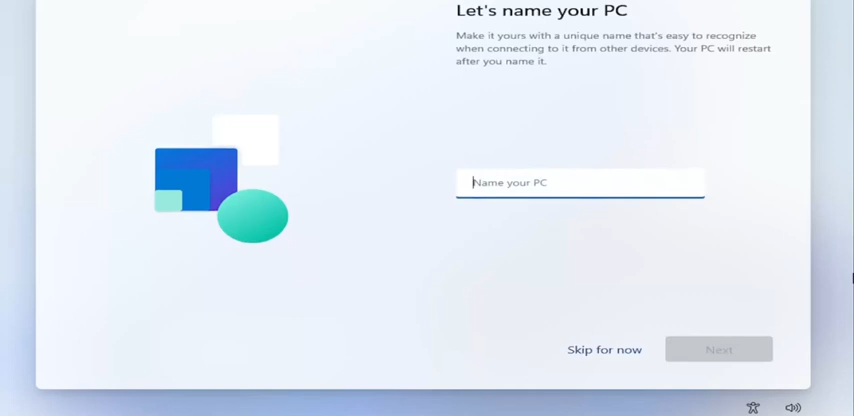 Let's name your PC
Make it yours with a unique name that's easy to recognize
when connecting to it from other devices. Your PC will restart
after you name it.
Name your PC
Skip for now
Next